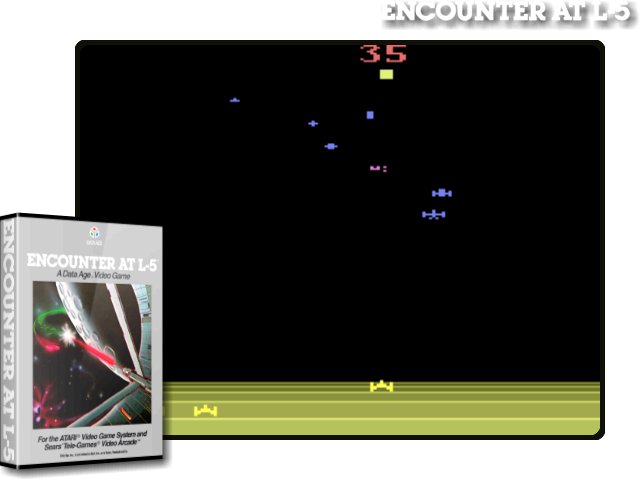 ENCOUNTER AT L-5
35
ENCOUNTER AT L-5
A Data Age Video Game
ENCOUNTER AT L-5
For the ATARI® Video Game System and
Sears Tele-Games® Video Arcade™